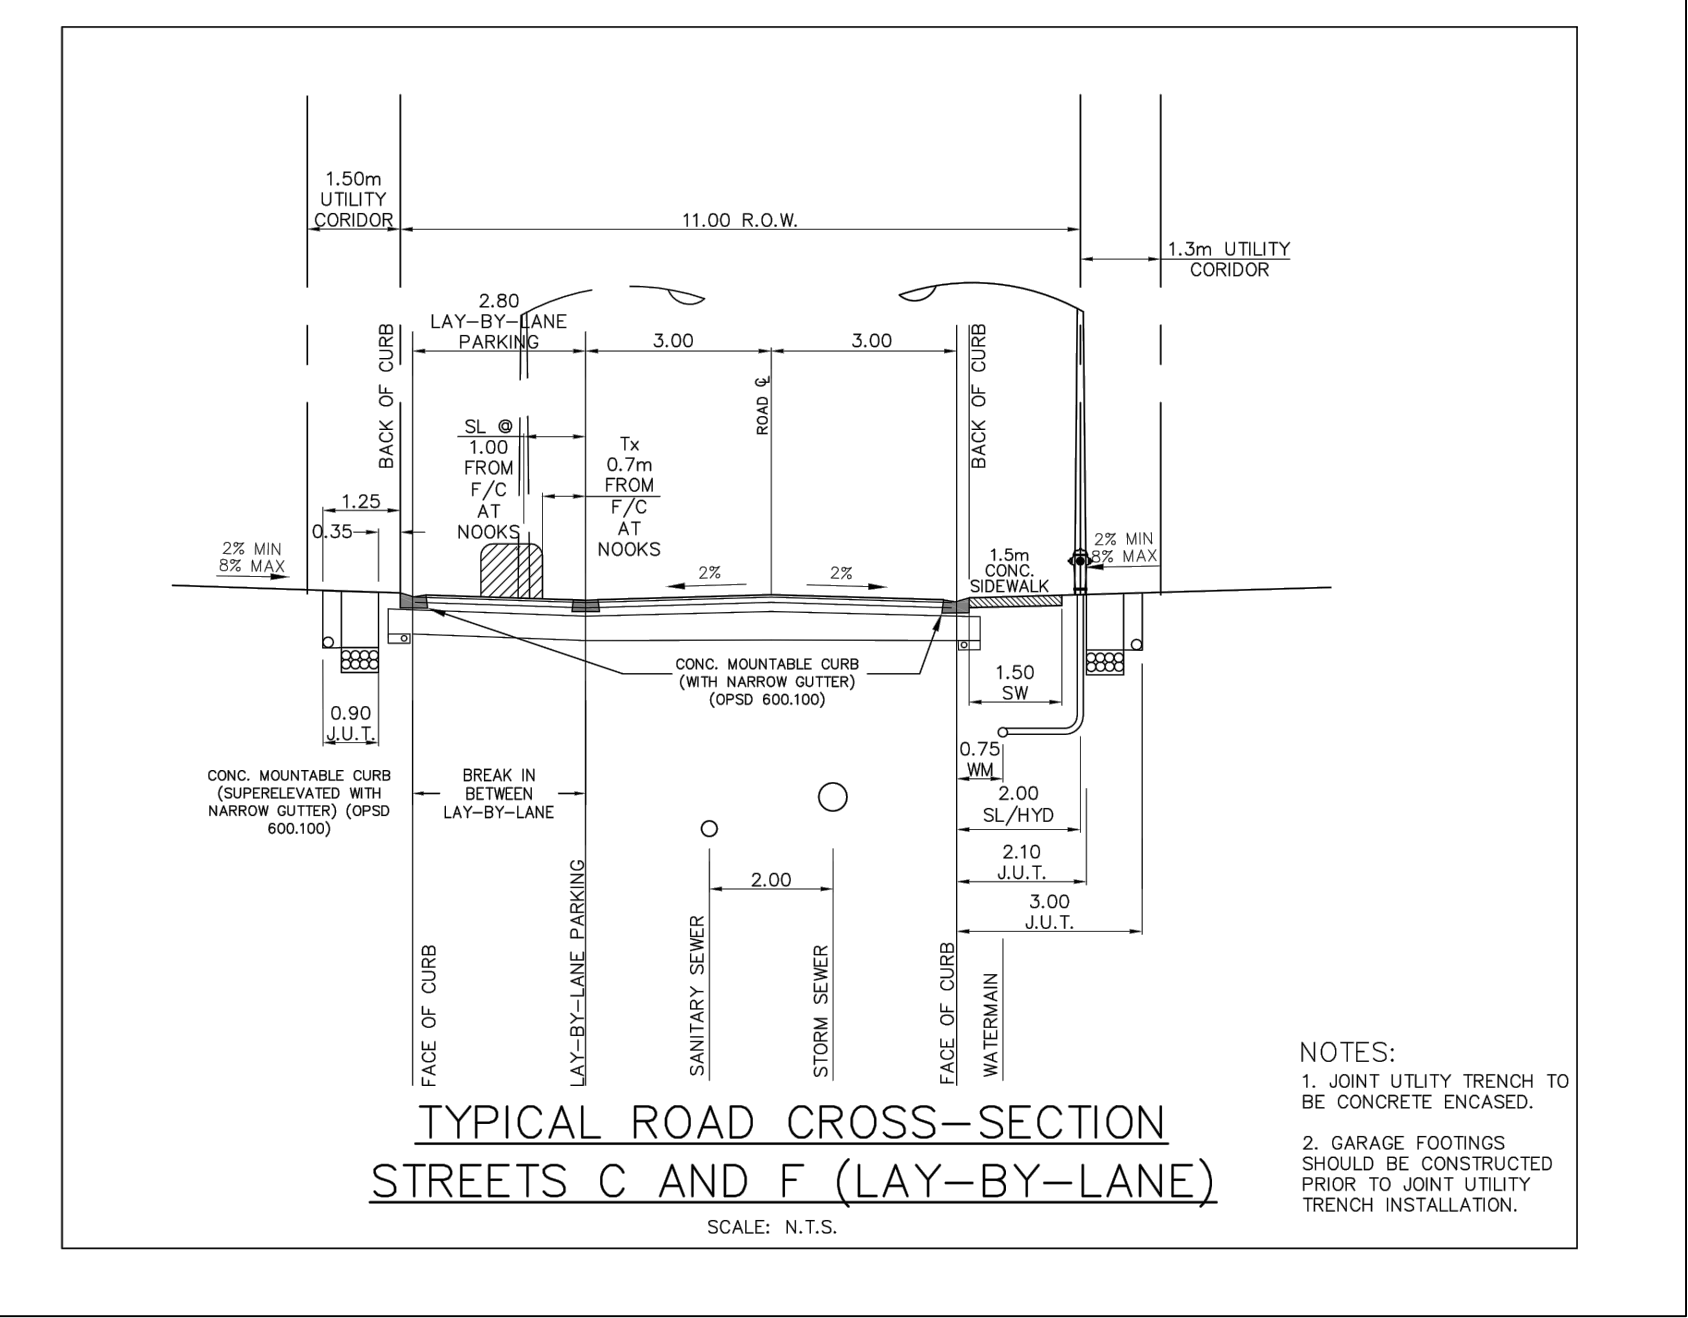 1.50m
UTILITY
CORIDOR
11.00 R.O.W.
1.3m UTILITY
CORIDOR
2.80
LAY-BY-LANE
PARKING
3.00
3.00
BACK OF CURB
ROAD ℄
BACK OF CURB
SL @
1.00
FROM
F/C
AT
NOOKS
Tx
0.7m
FROM
F/C
AT
NOOKS
1.25
0.35
2% MIN
8% MAX
2%
2%
1.5m
CONC.
SIDEWALK
2% MIN
8% MAX
CONC. MOUNTABLE CURB
(WITH NARROW GUTTER)
(OPSD 600.100)
1.50
SW
0.90
J.U.T.
0.75
WM
CONC. MOUNTABLE CURB
(SUPERELEVATED WITH
NARROW GUTTER) (OPSD
600.100)
BREAK IN
BETWEEN
LAY-BY-LANE
2.00
SL/HYD
2.10
J.U.T.
2.00
3.00
J.U.T.
FACE OF CURB
LAY-BY-LANE PARKING
SANITARY SEWER
STORM SEWER
FACE OF CURB
WATERMAIN
NOTES:
1. JOINT UTLITY TRENCH TO
BE CONCRETE ENCASED.
2. GARAGE FOOTINGS
SHOULD BE CONSTRUCTED
PRIOR TO JOINT UTILITY
TRENCH INSTALLATION.
TYPICAL ROAD CROSS-SECTION
STREETS C AND F (LAY-BY-LANE)
SCALE: N.T.S.